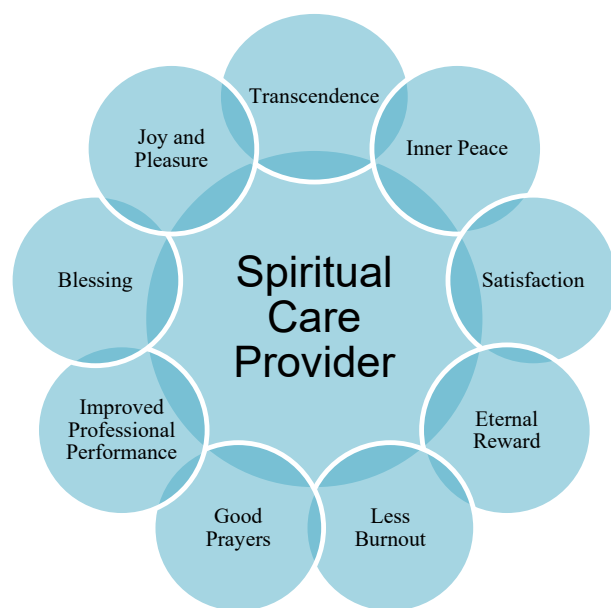 Transcendence
Inner Peace
Satisfaction
Eternal
Reward
Less
Burnout
Good
Prayers
Improved
Professional
Performance
Blessing
Joy and
Pleasure
Spiritual
Care
Provider